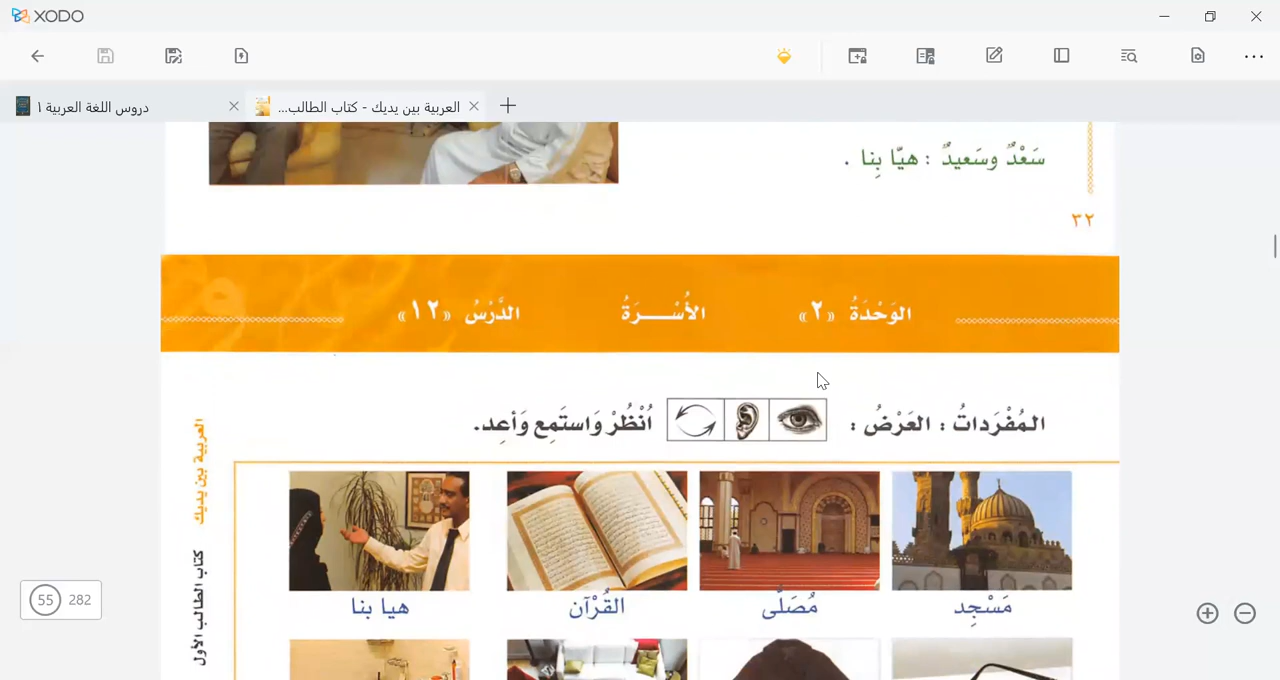 XODO
دروس اللغة العربية ١
العربية بين يديك - كتاب الطالب...
سَعْدٌ وسَعيدٌ : هيّا بِنا .
٣٢
الوَحْدَةُ «٢» الأُسْـــرَةُ الدَّرْسُ «١٢»
المُفْرَداتُ : العَرْضُ : اُنْظُرْ وَاستَمِع وَأعِد.
مَسْجِد مُصَلَّى القُرْآن هيا بنا
العربية بين يديك كتاب الطالب الأول
55 282